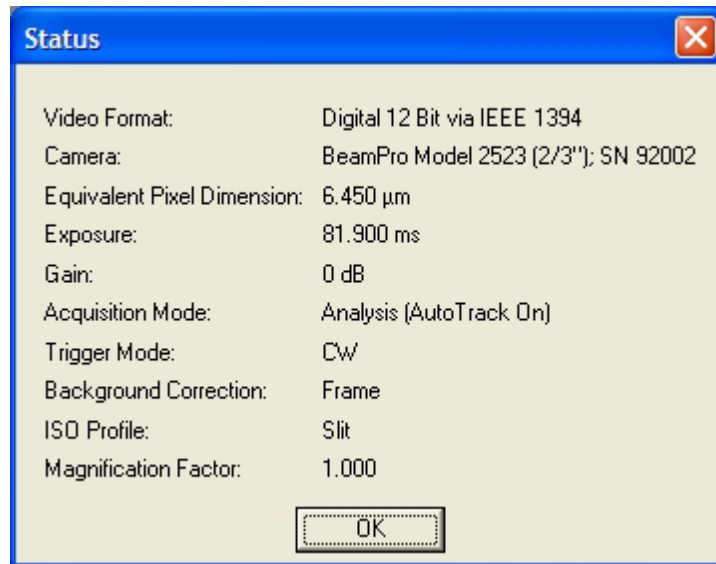 Status
Video Format: Digital 12 Bit via IEEE 1394
Camera: BeamPro Model 2523 (2/3"); SN 92002
Equivalent Pixel Dimension: 6.450 µm
Exposure: 81.900 ms
Gain: 0 dB
Acquisition Mode: Analysis (AutoTrack On)
Trigger Mode: CW
Background Correction: Frame
ISO Profile: Slit
Magnification Factor: 1.000
OK